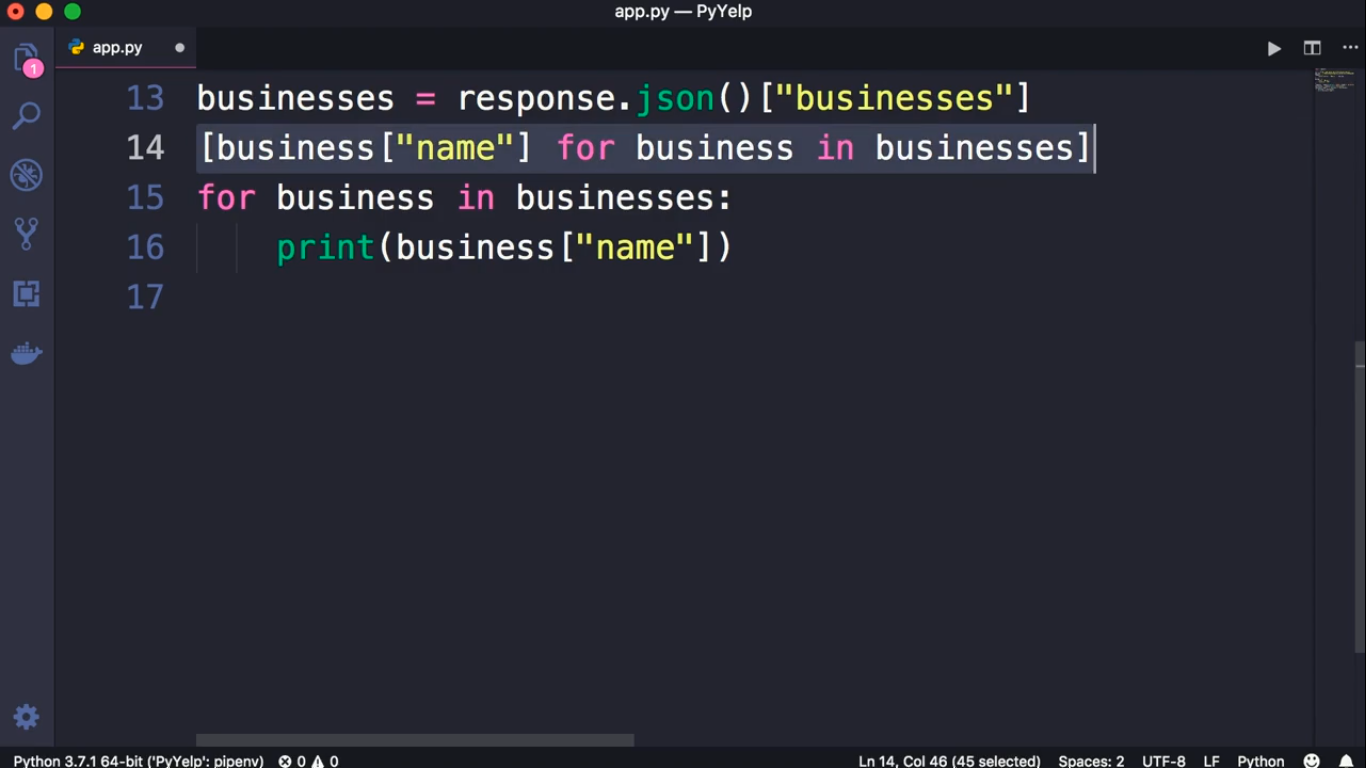 app.py — PyYelp
app.py
1
13 businesses = response.json()["businesses"]
14 [business["name"] for business in businesses]
15 for business in businesses:
16     print(business["name"])
17
Python 3.7.1 64-bit ('PyYelp': pipenv) 0 0 Ln 14, Col 46 (45 selected) Spaces: 2 UTF-8 LF Python